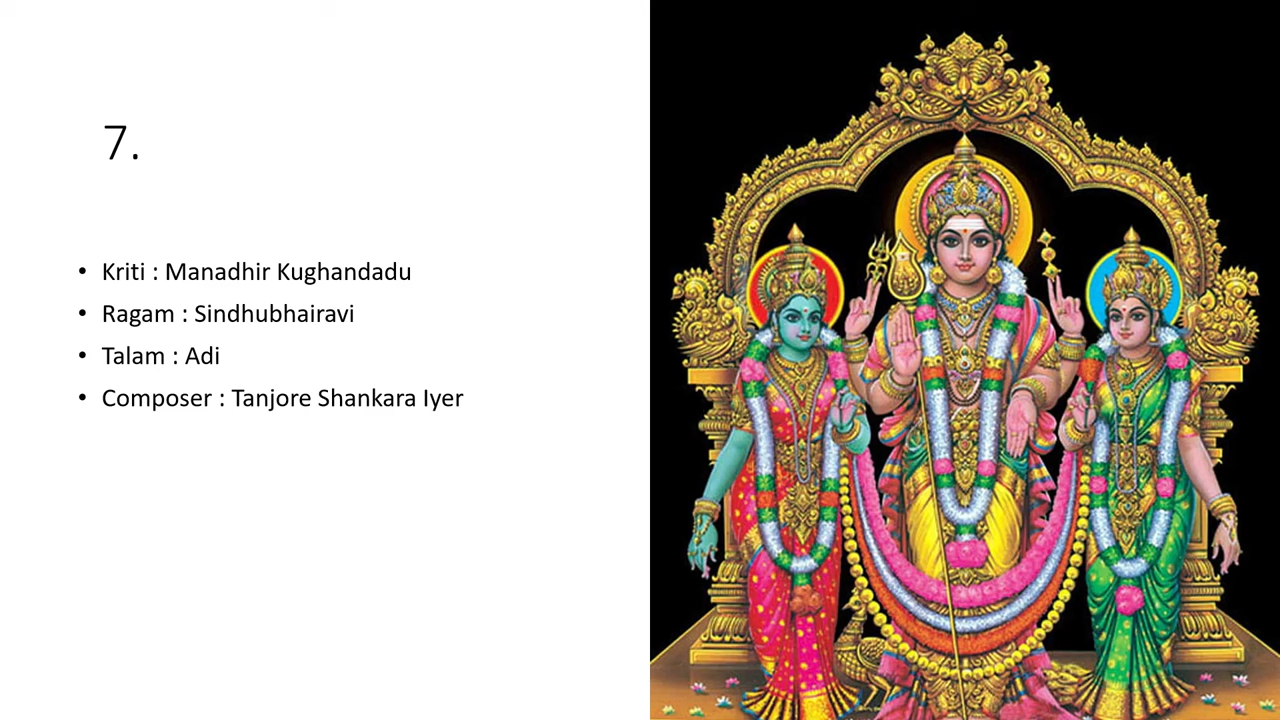 7.
• Kriti : Manadhir Kughandadu
• Ragam : Sindhubhairavi
• Talam : Adi
• Composer : Tanjore Shankara Iyer